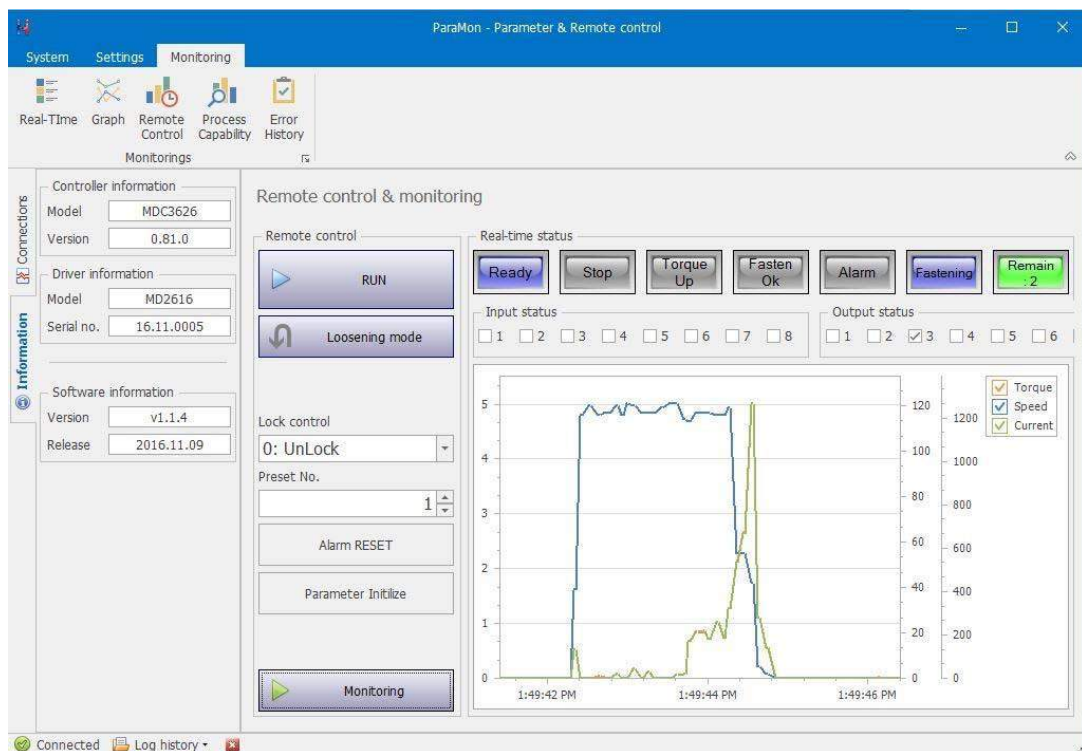 ParaMon - Parameter & Remote control
System Settings Monitoring
Real-TIme Graph Remote Control Process Capability Error History
Monitorings
Connections
Information
Controller information
Model MDC3626
Version 0.81.0
Driver information
Model MD2616
Serial no. 16.11.0005
Software information
Version v1.1.4
Release 2016.11.09
Remote control & monitoring
Remote control
RUN
Loosening mode
Lock control
0: UnLock
Preset No.
1
Alarm RESET
Parameter Initilize
Monitoring
Real-time status
Ready Stop Torque Up Fasten Ok Alarm Fastening Remain : 2
Input status
1 2 3 4 5 6 7 8
Output status
1 2 3 4 5 6
Torque
Speed
Current
5
4
3
2
1
0
120
100
80
60
40
20
0
1200
1000
800
600
400
200
0
1:49:42 PM 1:49:44 PM 1:49:46 PM
Connected Log history